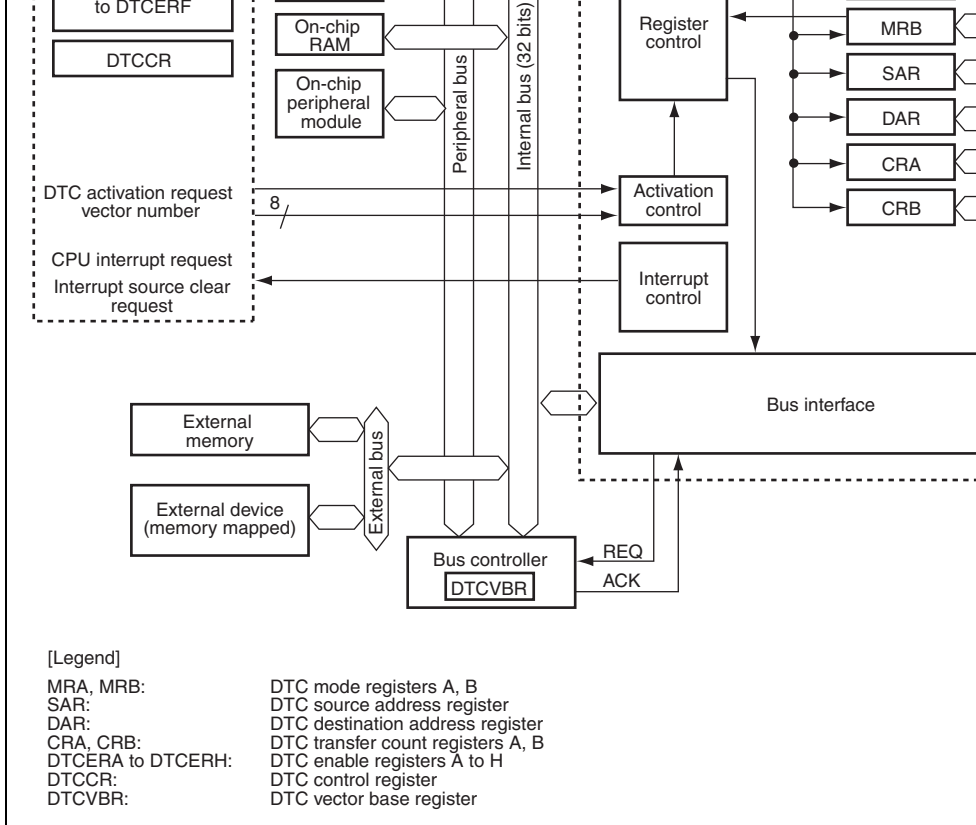 to DTCERF
DTCCR
On-chip
RAM
On-chip
peripheral
module
Peripheral bus
Internal bus (32 bits)
Register
control
MRB
SAR
DAR
CRA
CRB
DTC activation request
vector number
8
Activation
control
CPU interrupt request
Interrupt source clear
request
Interrupt
control
Bus interface
External
memory
External device
(memory mapped)
External bus
Bus controller
DTCVBR
REQ
ACK
[Legend]
MRA, MRB: DTC mode registers A, B
SAR: DTC source address register
DAR: DTC destination address register
CRA, CRB: DTC transfer count registers A, B
DTCERA to DTCERH: DTC enable registers A to H
DTCCR: DTC control register
DTCVBR: DTC vector base register